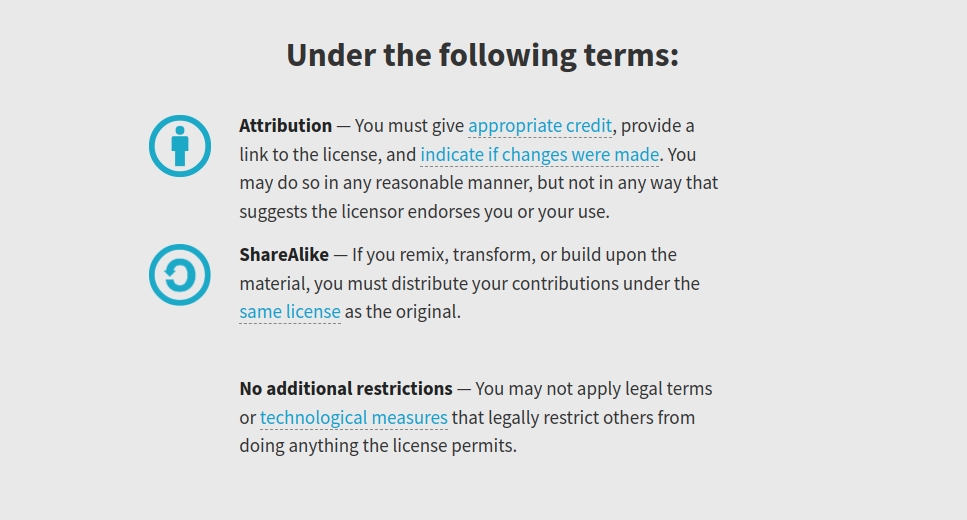 Under the following terms:
Attribution — You must give appropriate credit, provide a
link to the license, and indicate if changes were made. You
may do so in any reasonable manner, but not in any way that
suggests the licensor endorses you or your use.
ShareAlike — If you remix, transform, or build upon the
material, you must distribute your contributions under the
same license as the original.
No additional restrictions — You may not apply legal terms
or technological measures that legally restrict others from
doing anything the license permits.